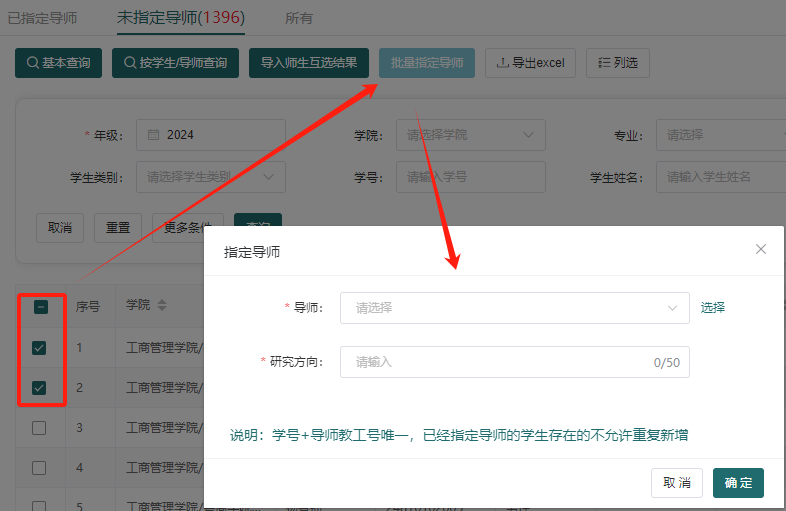 已指定导师 未指定导师(1396) 所有
基本查询 按学生/导师查询 导入师生互选结果 批量指定导师 导出excel 列选
* 年级： 2024 学院： 请选择学院 专业： 请选择
学生类别： 请选择学生类别 学号： 请输入学号 学生姓名： 请输入学生姓名
取消 重置 更多条件 查询
指定导师
序号 学院
* 导师： 请选择 选择
1 工商管理学院/
* 研究方向： 请输入 0/50
2 工商管理学院/
3 工商管理学院/
说明：学号+导师教工号唯一，已经指定导师的学生存在的不允许重复新增
4 工商管理学院/
取消 确定
5